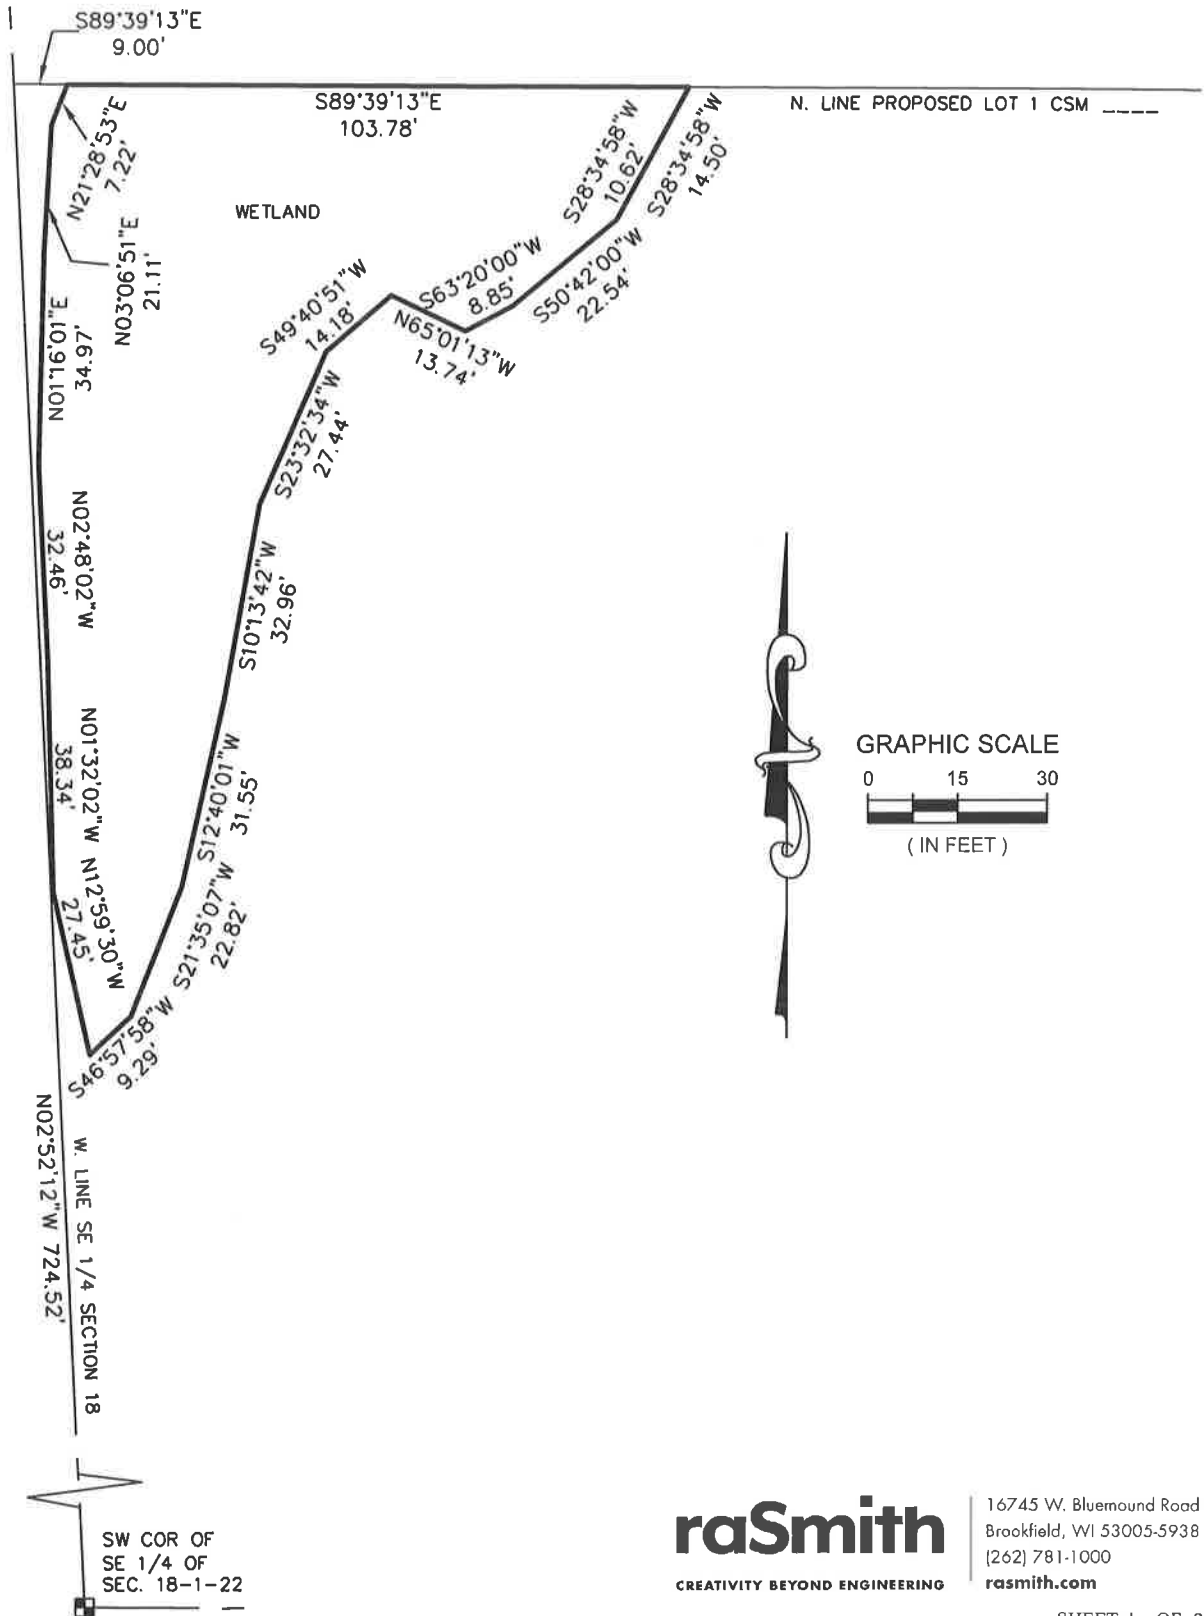 S89°39'13"E
9.00'
S89°39'13"E
103.78'
N. LINE PROPOSED LOT 1 CSM ____
N21°28'53"E
7.22'
S28°34'58"W
10.62'
S28°34'58"W
14.50'
WETLAND
N03°06'51"E
21.11'
S63°20'00"W
8.85'
S50°42'00"W
22.54'
S49°40'51"W
14.18'
N65°01'13"W
13.74'
N01°16'01"E
34.97'
S23°32'34"W
27.44'
N02°48'02"W
32.46'
S10°13'42"W
32.96'
N01°32'02"W
38.34'
S12°40'01"W
31.55'
GRAPHIC SCALE
0 15 30
( IN FEET )
N12°59'30"W
27.45'
S21°35'07"W
22.82'
S46°57'58"W
9.29'
N02°52'12"W 724.52'
W. LINE SE 1/4 SECTION 18
SW COR OF
SE 1/4 OF
SEC. 18-1-22
raSmith
CREATIVITY BEYOND ENGINEERING
16745 W. Bluemound Road
Brookfield, WI 53005-5938
(262) 781-1000
rasmith.com